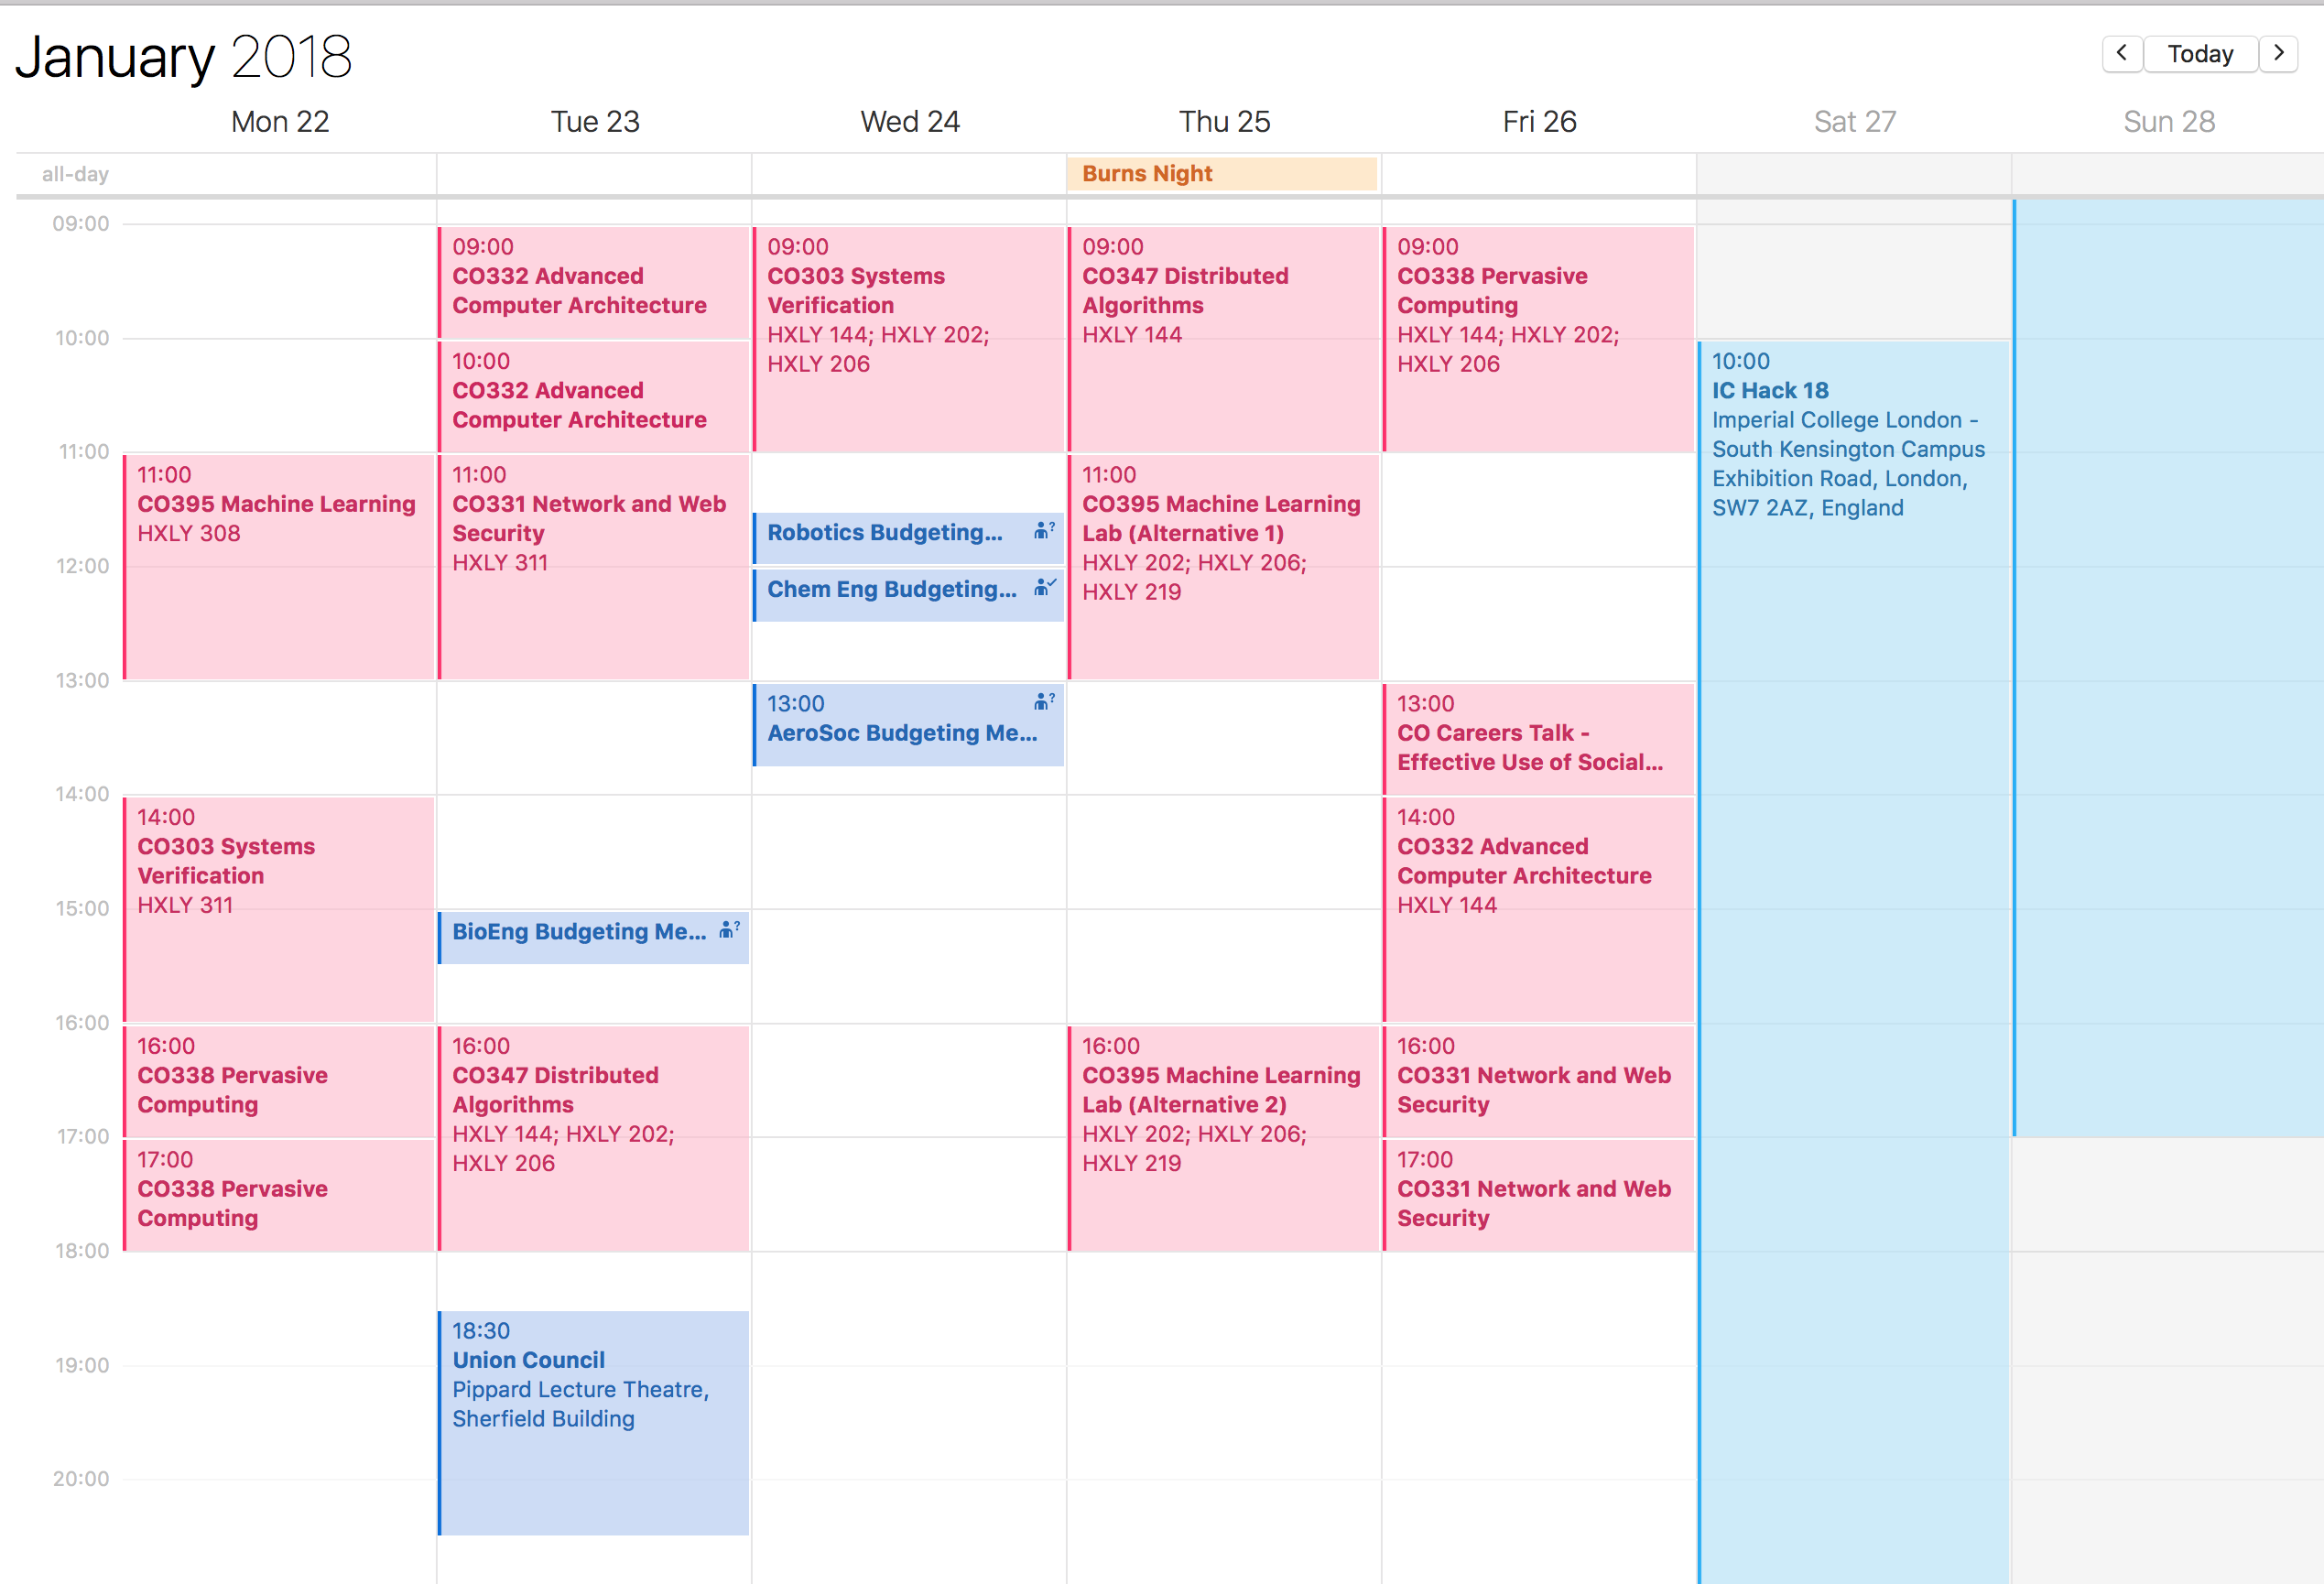 January 2018
Today
Mon 22
Tue 23
Wed 24
Thu 25
Fri 26
Sat 27
Sun 28
all-day
Burns Night
09:00
10:00
11:00
12:00
13:00
14:00
15:00
16:00
17:00
18:00
19:00
20:00
11:00
CO395 Machine Learning
HXLY 308
14:00
CO303 Systems
Verification
HXLY 311
16:00
CO338 Pervasive
Computing
17:00
CO338 Pervasive
Computing
09:00
CO332 Advanced
Computer Architecture
10:00
CO332 Advanced
Computer Architecture
11:00
CO331 Network and Web
Security
HXLY 311
BioEng Budgeting Me...
16:00
CO347 Distributed
Algorithms
HXLY 144; HXLY 202;
HXLY 206
18:30
Union Council
Pippard Lecture Theatre,
Sherfield Building
09:00
CO303 Systems
Verification
HXLY 144; HXLY 202;
HXLY 206
Robotics Budgeting...
Chem Eng Budgeting...
13:00
AeroSoc Budgeting Me...
09:00
CO347 Distributed
Algorithms
HXLY 144
11:00
CO395 Machine Learning
Lab (Alternative 1)
HXLY 202; HXLY 206;
HXLY 219
16:00
CO395 Machine Learning
Lab (Alternative 2)
HXLY 202; HXLY 206;
HXLY 219
09:00
CO338 Pervasive
Computing
HXLY 144; HXLY 202;
HXLY 206
13:00
CO Careers Talk -
Effective Use of Social...
14:00
CO332 Advanced
Computer Architecture
HXLY 144
16:00
CO331 Network and Web
Security
17:00
CO331 Network and Web
Security
10:00
IC Hack 18
Imperial College London -
South Kensington Campus
Exhibition Road, London,
SW7 2AZ, England